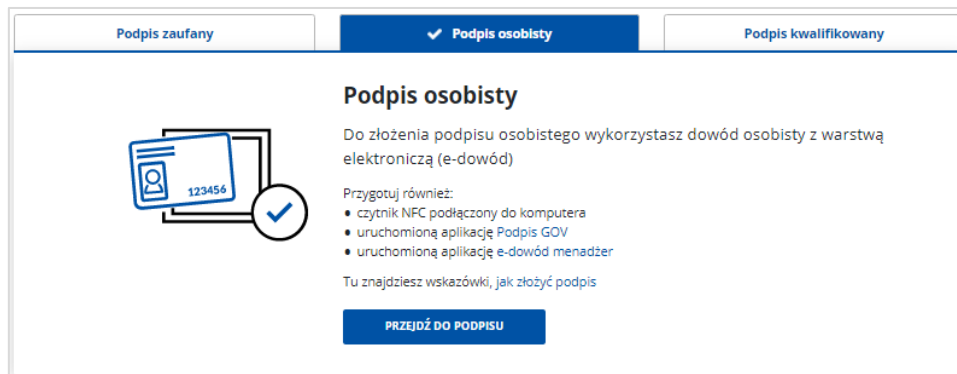 Podpis zaufany
Podpis osobisty
Podpis kwalifikowany
Podpis osobisty
Do złożenia podpisu osobistego wykorzystasz dowód osobisty z warstwą
elektroniczą (e-dowód)
Przygotuj również:
• czytnik NFC podłączony do komputera
• uruchomioną aplikację Podpis GOV
• uruchomioną aplikację e-dowód menadżer
Tu znajdziesz wskazówki, jak złożyć podpis
PRZEJDŹ DO PODPISU
123456